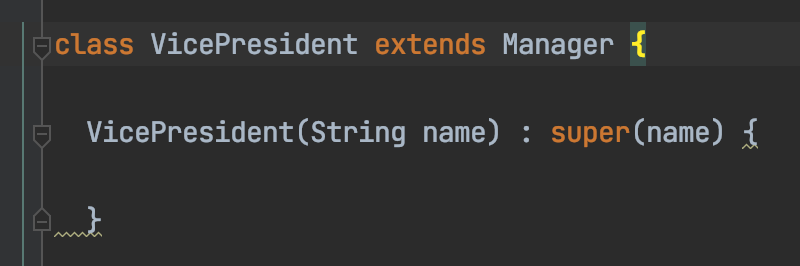 class VicePresident extends Manager {
VicePresident(String name) : super(name) {
}